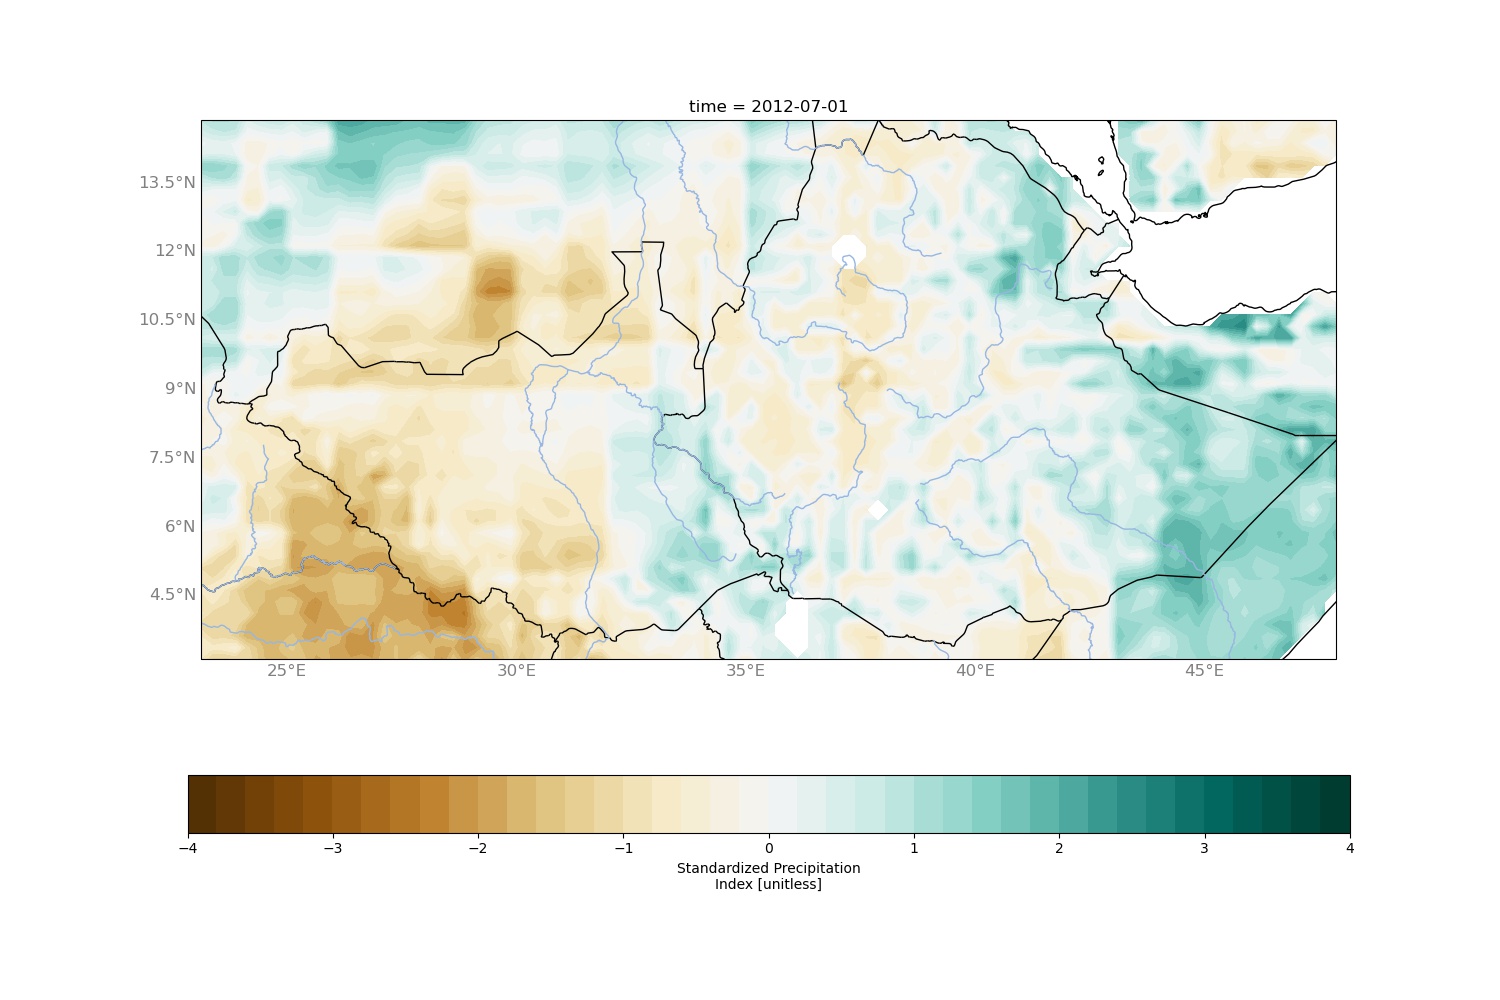 time = 2012-07-01
13.5°N
12°N
10.5°N
9°N
7.5°N
6°N
4.5°N
25°E 30°E 35°E 40°E 45°E
−4 −3 −2 −1 0 1 2 3 4
Standardized Precipitation
Index [unitless]